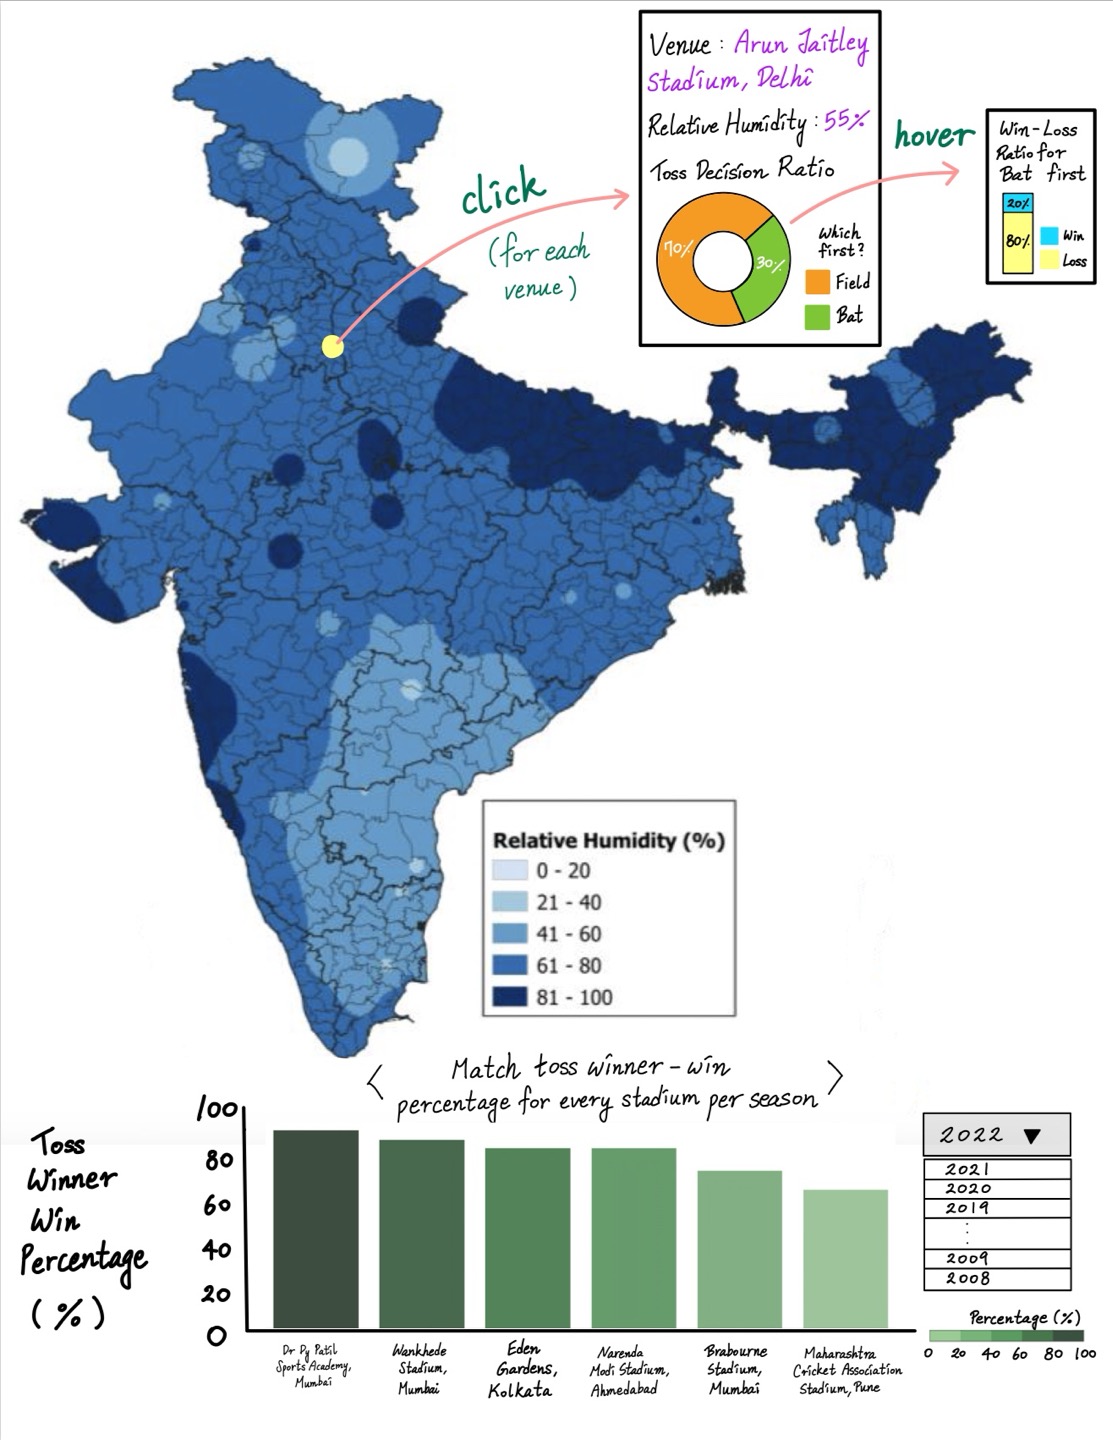 Venue : Arun Jaitley
Stadium, Delhi
Relative Humidity : 55%
Toss Decision Ratio
70%
30%
Which
first?
Field
Bat
hover
Win-Loss
Ratio for
Bat first
20%
80%
Win
Loss
click
(for each
venue)
Relative Humidity (%)
0 - 20
21 - 40
41 - 60
61 - 80
81 - 100
Match toss winner - win
percentage for every stadium per season
Toss
Winner
Win
Percentage
(%)
100
80
60
40
20
0
Dr Dy Patil
Sports Academy,
Mumbai
Wankhede
Stadium,
Mumbai
Eden
Gardens,
Kolkata
Narenda
Modi Stadium,
Ahmedabad
Brabourne
Stadium,
Mumbai
Maharashtra
Cricket Association
Stadium, Pune
2022 ▼
2021
2020
2019
⋮
2009
2008
Percentage (%)
0 20 40 60 80 100